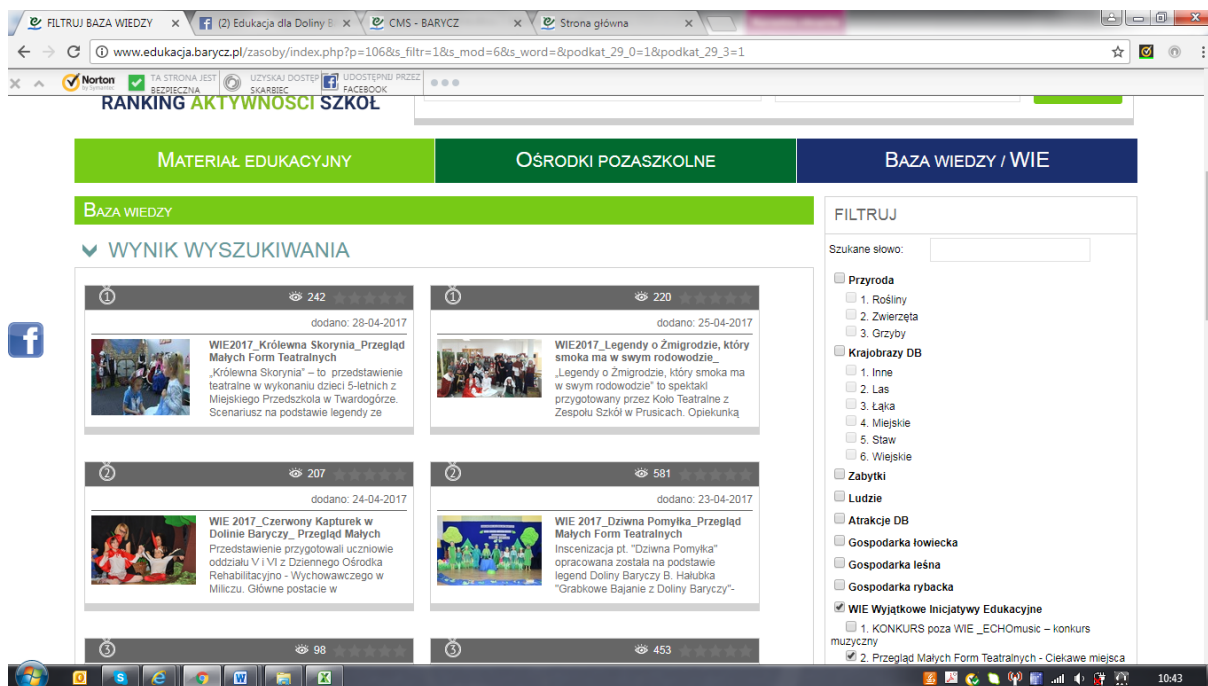 FILTRUJ BAZA WIEDZY
(2) Edukacja dla Doliny B
CMS - BARYCZ
Strona główna
www.edukacja.barycz.pl/zasoby/index.php?p=106&s_filtr=1&s_mod=6&s_word=&podkat_29_0=1&podkat_29_3=1
Norton
by Symantec
TA STRONA JEST
BEZPIECZNA
UZYSKAJ DOSTĘP
SKARBIEC
UDOSTĘPNIJ PRZEZ
FACEBOOK
RANKING AKTYWNOŚCI SZKÓŁ
MATERIAŁ EDUKACYJNY
OŚRODKI POZASZKOLNE
BAZA WIEDZY / WIE
BAZA WIEDZY
WYNIK WYSZUKIWANIA
1
242
dodano: 28-04-2017
WIE2017_Królewna Skorynia_Przegląd
Małych Form Teatralnych
„Królewna Skorynia” – to przedstawienie
teatralne w wykonaniu dzieci 5-letnich z
Miejskiego Przedszkola w Twardogórze.
Scenariusz na podstawie legendy ze
1
220
dodano: 25-04-2017
WIE2017_Legendy o Żmigrodzie, który
smoka ma w swym rodowodzie_
„Legendy o Żmigrodzie, który smoka ma
w swym rodowodzie” to spektakl
przygotowany przez Koło Teatralne z
Zespołu Szkół w Prusicach. Opiekunką
2
207
dodano: 24-04-2017
WIE 2017_Czerwony Kapturek w
Dolinie Baryczy_ Przegląd Małych
Przedstawienie przygotowali uczniowie
oddziału V i VI z Dziennego Ośrodka
Rehabilitacyjno - Wychowawczego w
Miliczu. Główne postacie w
2
581
dodano: 23-04-2017
WIE 2017_Dziwna Pomyłka_Przegląd
Małych Form Teatralnych
Inscenizacja pt. "Dziwna Pomyłka"
opracowana została na podstawie
legend Doliny Baryczy B. Hałubka
"Grabkowe Bajanie z Doliny Baryczy"-
3
98
3
453
FILTRUJ
Szukane słowo:
Przyroda
1. Rośliny
2. Zwierzęta
3. Grzyby
Krajobrazy DB
1. Inne
2. Las
3. Łąka
4. Miejskie
5. Staw
6. Wiejskie
Zabytki
Ludzie
Atrakcje DB
Gospodarka łowiecka
Gospodarka leśna
Gospodarka rybacka
WIE Wyjątkowe Inicjatywy Edukacyjne
1. KONKURS poza WIE _ECHOmusic – konkurs
muzyczny
2. Przegląd Małych Form Teatralnych - Ciekawe miejsca
10:43